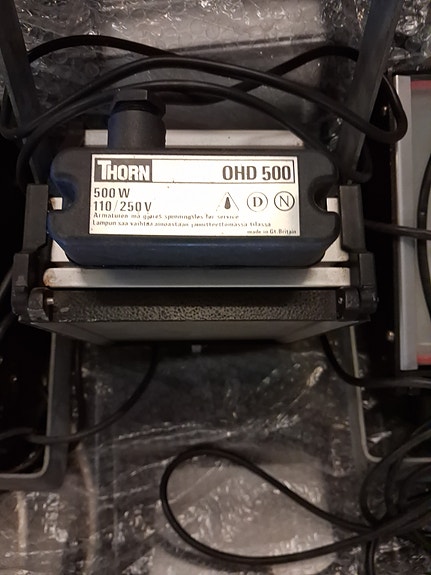 THORN OHD 500
500 W
110/250 V
D N
Armaturen må gjøres spenningsløs før service
Lampun saa vaihtaa ainoastaan jännitteettömässä tilassa
made in Gt. Britain